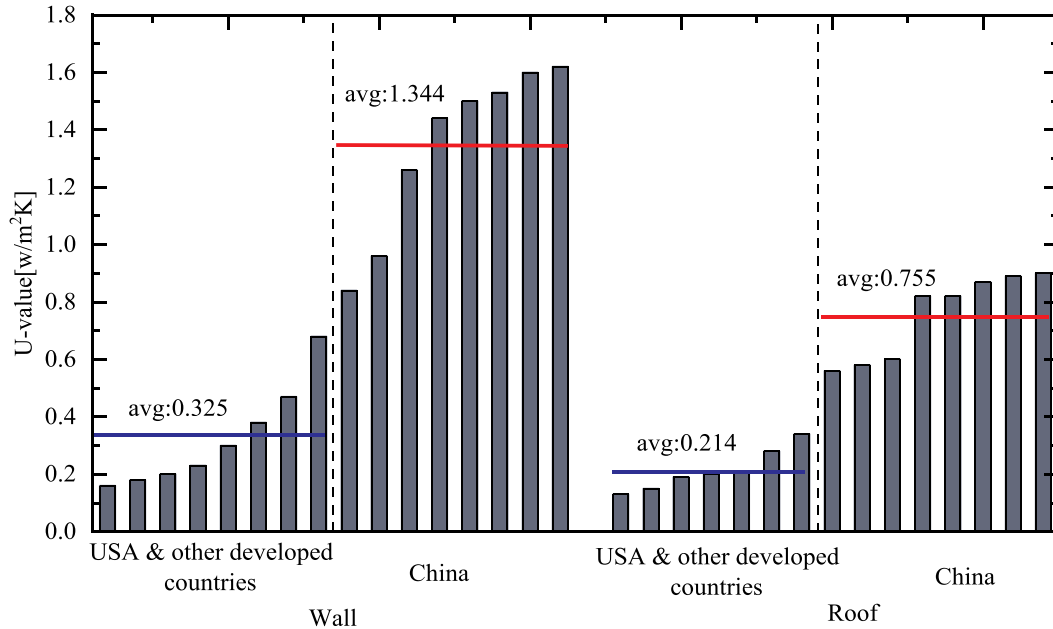 1.8
1.6
1.4
1.2
1.0
0.8
0.6
0.4
0.2
0.0
U-value[w/m²K]
avg:0.325
avg:1.344
avg:0.214
avg:0.755
USA & other developed
countries
China
USA & other developed
countries
China
Wall
Roof